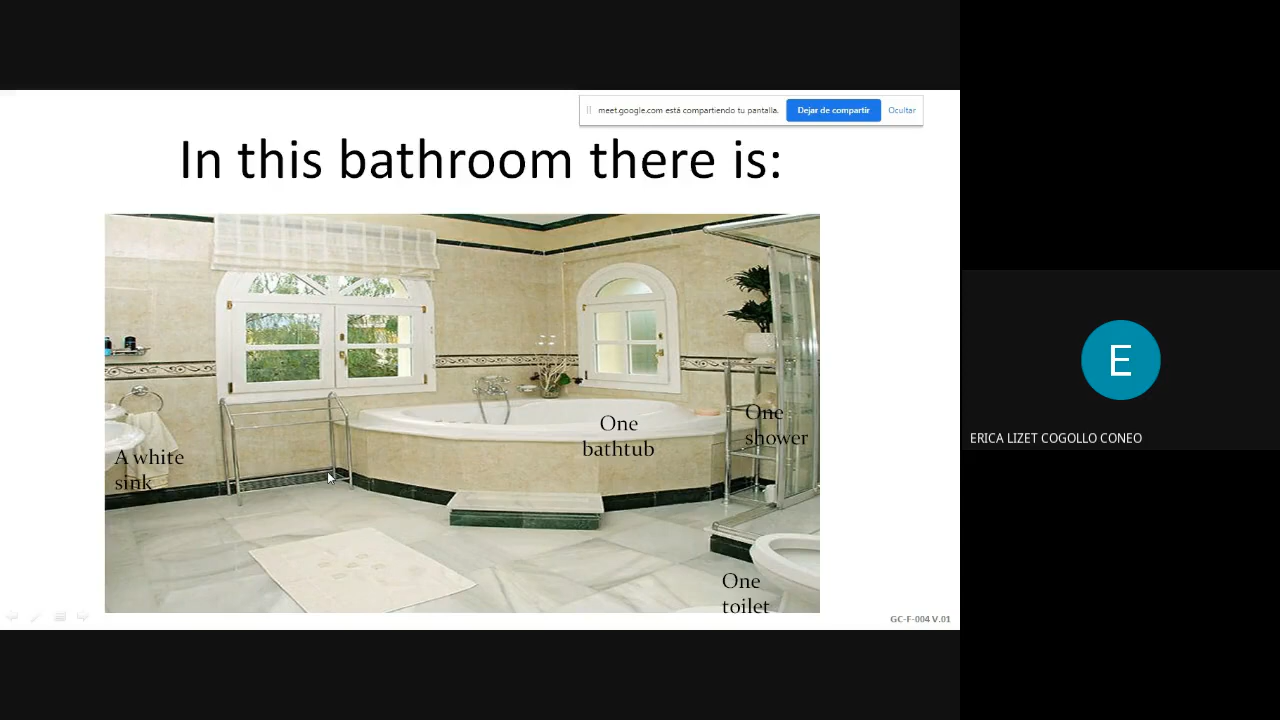 meet.google.com está compartiendo tu pantalla.
Dejar de compartir
Ocultar
In this bathroom there is:
One
bathtub
One
shower
A white
sink
One
toilet
GC-F-004 V.01
E
ERICA LIZET COGOLLO CONEO